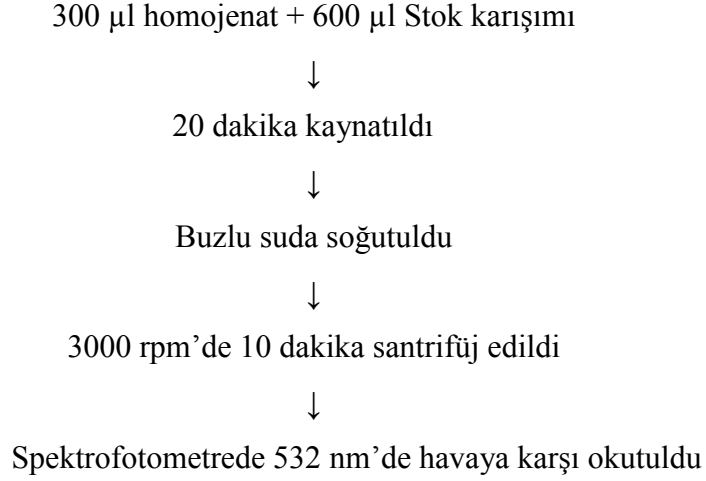 300 µl homojenat + 600 µl Stok karışımı
↓
20 dakika kaynatıldı
↓
Buzlu suda soğutuldu
↓
3000 rpm’de 10 dakika santrifüj edildi
↓
Spektrofotometrede 532 nm’de havaya karşı okutuldu